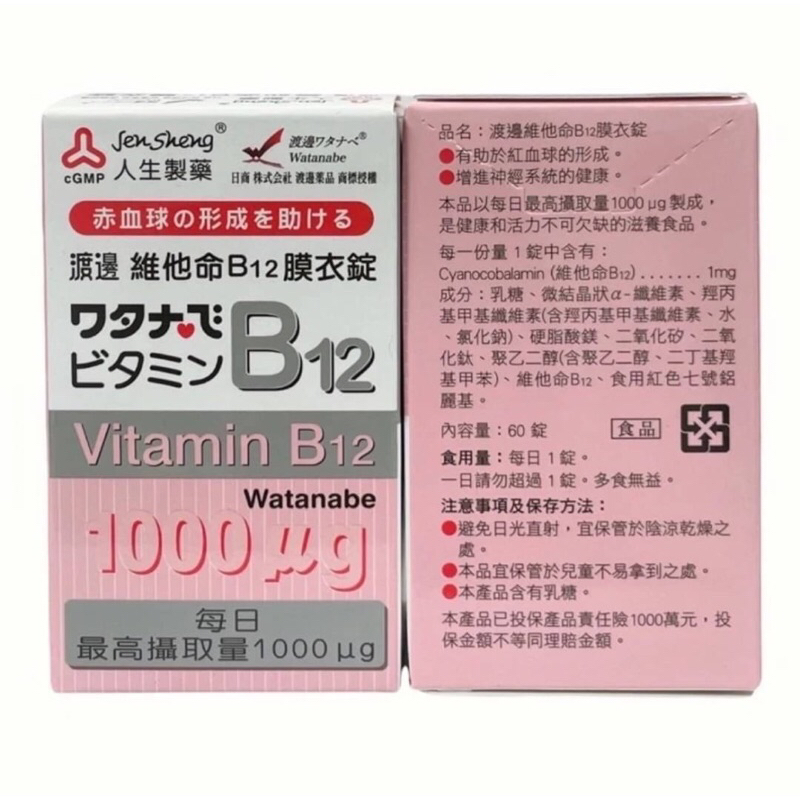 Jen Sheng®
cGMP
人生製藥
渡邊ワタナベ®
Watanabe
日商 株式会社 渡邉薬品 商標授權
赤血球の形成を助ける
渡邊 維他命B12膜衣錠
ワタナベ
ビタミン B12
Vitamin B12
Watanabe
1000 μg
每日
最高攝取量1000 μg
品名：渡邊維他命B12膜衣錠
●有助於紅血球的形成。
●增進神經系統的健康。
本品以每日最高攝取量1000 μg 製成，
是健康和活力不可欠缺的滋養食品。
每一份量 1 錠中含有：
Cyanocobalamin (維他命B12) ....... 1mg
成分：乳糖、微結晶狀α-纖維素、羥丙
基甲基纖維素(含羥丙基甲基纖維素、水
、氯化鈉)、硬脂酸鎂、二氧化矽、二氧
化鈦、聚乙二醇(含聚乙二醇、二丁基羥
基甲苯)、維他命B12、食用紅色七號鋁
麗基。
內容量：60 錠
食品
食用量：每日 1 錠。
一日請勿超過 1 錠。多食無益。
注意事項及保存方法：
●避免日光直射，宜保管於陰涼乾燥之
處。
●本品宜保管於兒童不易拿到之處。
●本產品含有乳糖。
本產品已投保產品責任險1000萬元，投
保金額不等同理賠金額。